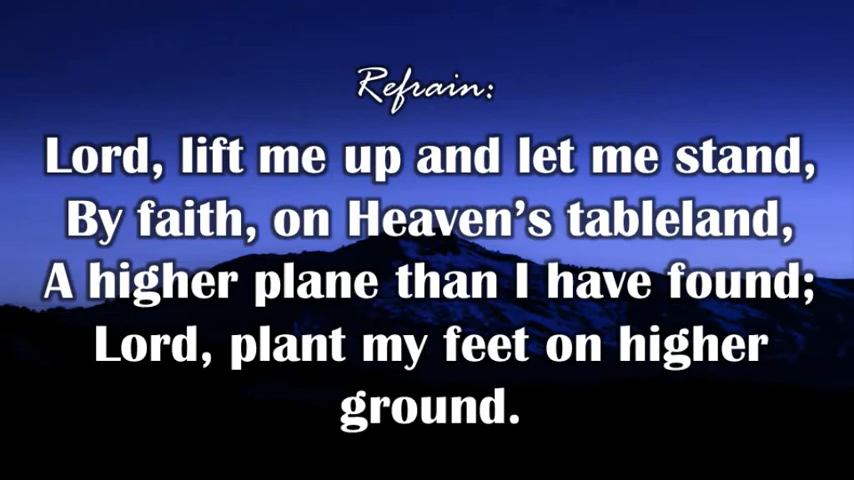 Refrain:
Lord, lift me up and let me stand,
By faith, on Heaven’s tableland,
A higher plane than I have found;
Lord, plant my feet on higher
ground.